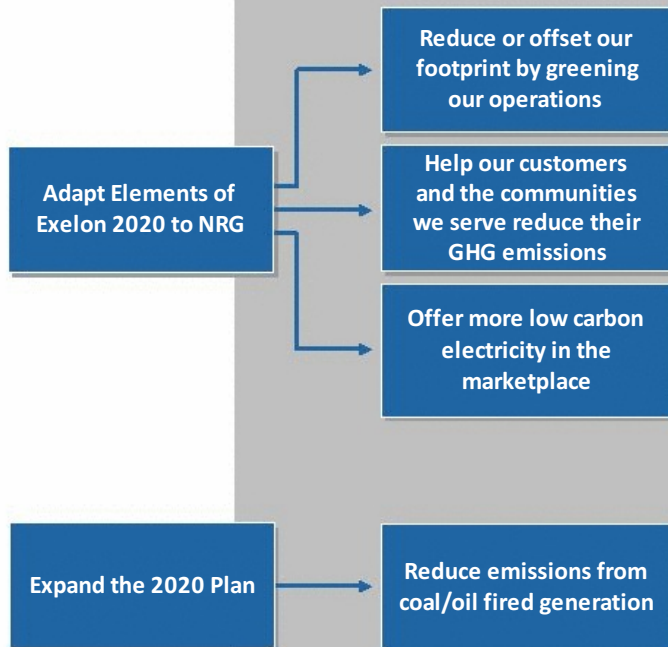 Reduce or offset our
footprint by greening
our operations
Adapt Elements of
Exelon 2020 to NRG
Help our customers
and the communities
we serve reduce their
GHG emissions
Offer more low carbon
electricity in the
marketplace
Expand the 2020 Plan
Reduce emissions from
coal/oil fired generation